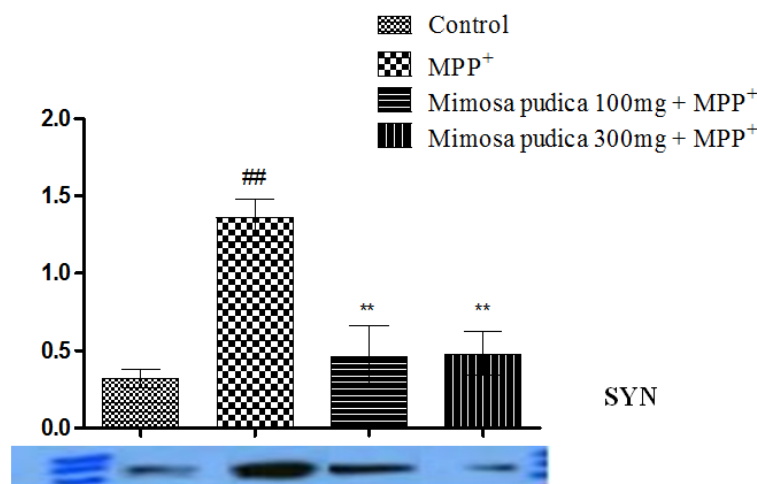 Control
MPP+
Mimosa pudica 100mg + MPP+
Mimosa pudica 300mg + MPP+
2.0
1.5
1.0
0.5
0.0
##
**
**
SYN